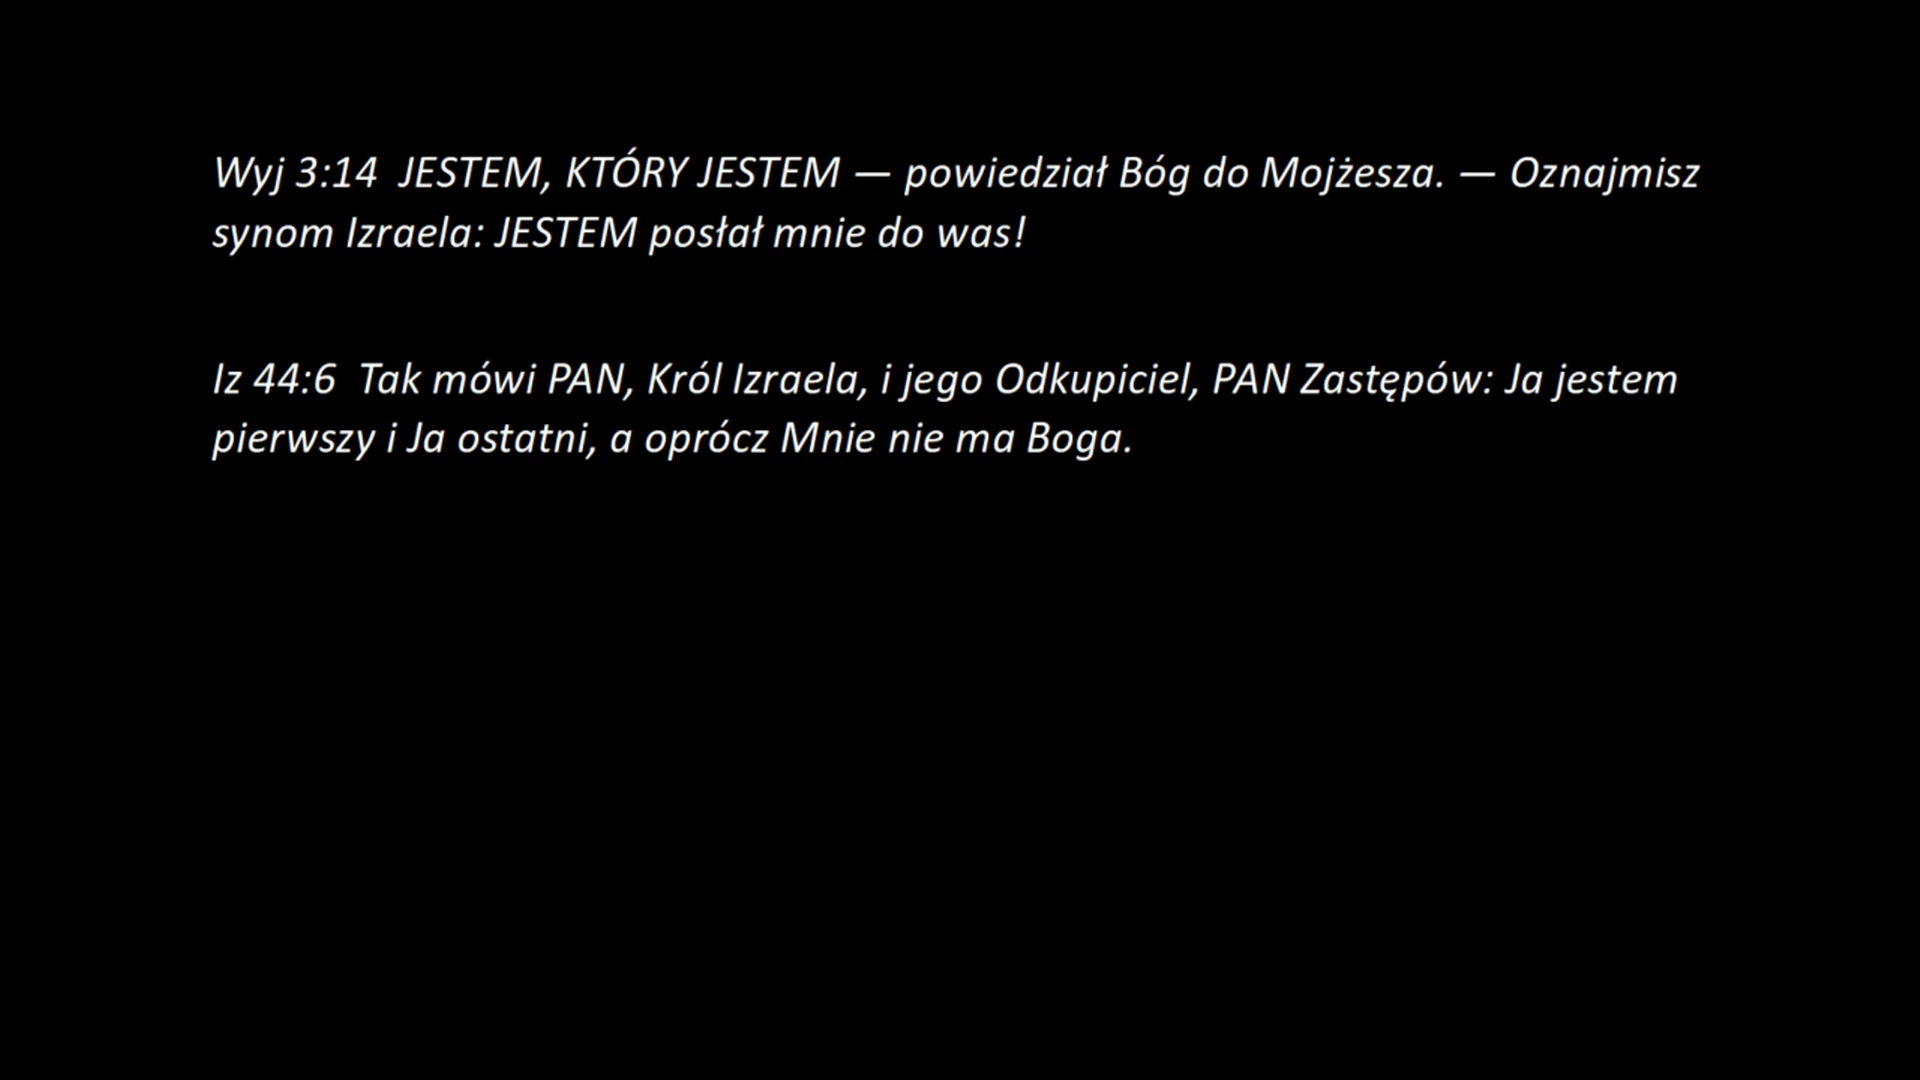 Wyj 3:14  JESTEM, KTÓRY JESTEM — powiedział Bóg do Mojżesza. — Oznajmisz
synom Izraela: JESTEM posłał mnie do was!
Iz 44:6  Tak mówi PAN, Król Izraela, i jego Odkupiciel, PAN Zastępów: Ja jestem
pierwszy i Ja ostatni, a oprócz Mnie nie ma Boga.